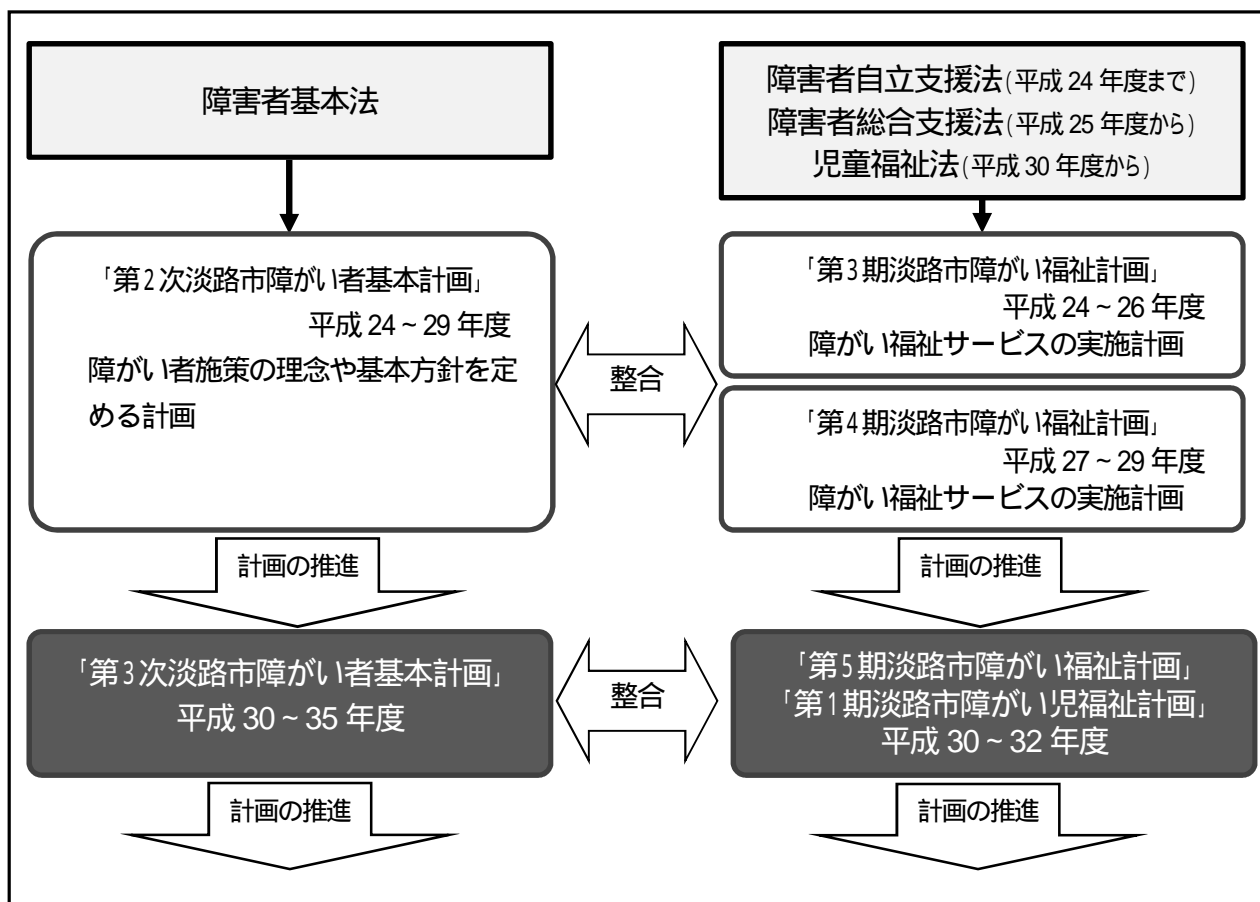 障害者基本法
障害者自立支援法(平成 24 年度まで)
障害者総合支援法(平成 25 年度から)
児童福祉法(平成 30 年度から)
「第2次淡路市障がい者基本計画」
平成 24 ~ 29 年度
障がい者施策の理念や基本方針を定
める計画
整合
「第3期淡路市障がい福祉計画」
平成 24 ~ 26 年度
障がい福祉サービスの実施計画
「第4期淡路市障がい福祉計画」
平成 27 ~ 29 年度
障がい福祉サービスの実施計画
計画の推進
計画の推進
「第3次淡路市障がい者基本計画」
平成 30 ~ 35 年度
整合
「第5期淡路市障がい福祉計画」
「第1期淡路市障がい児福祉計画」
平成 30 ~ 32 年度
計画の推進
計画の推進